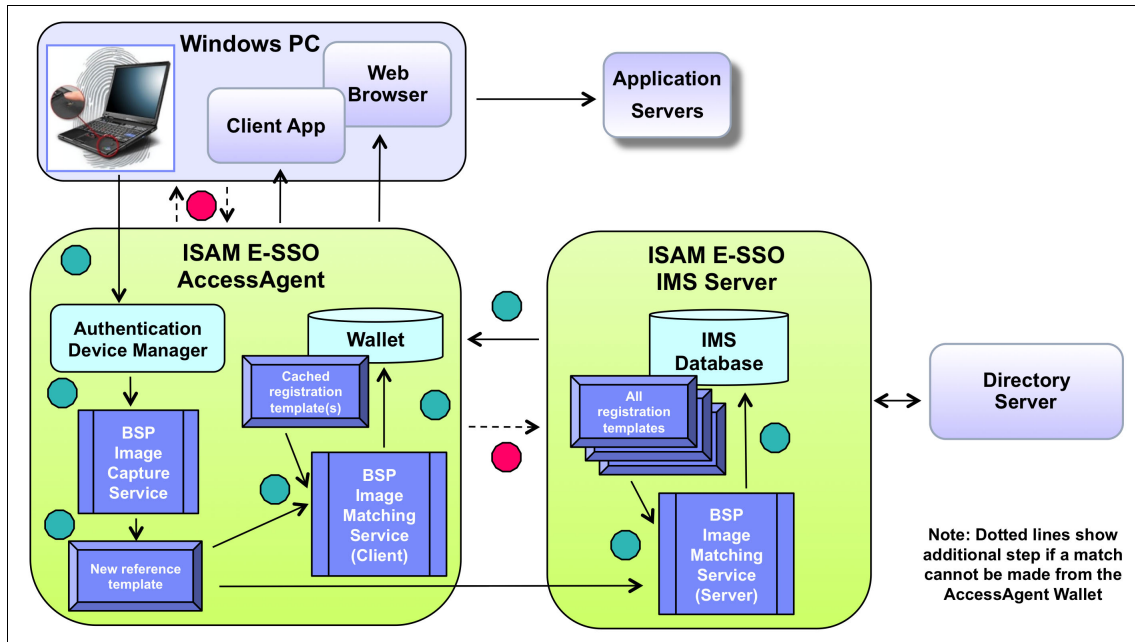 Windows PC
Web
Browser
Client App
Application
Servers
ISAM E-SSO
AccessAgent
Authentication
Device Manager
Wallet
Cached
registration
template(s)
BSP
Image
Capture
Service
BSP
Image
Matching
Service
(Client)
New reference
template
ISAM E-SSO
IMS Server
IMS
Database
All
registration
templates
BSP
Image
Matching
Service
(Server)
Directory
Server
Note: Dotted lines show
additional step if a match
cannot be made from the
AccessAgent Wallet